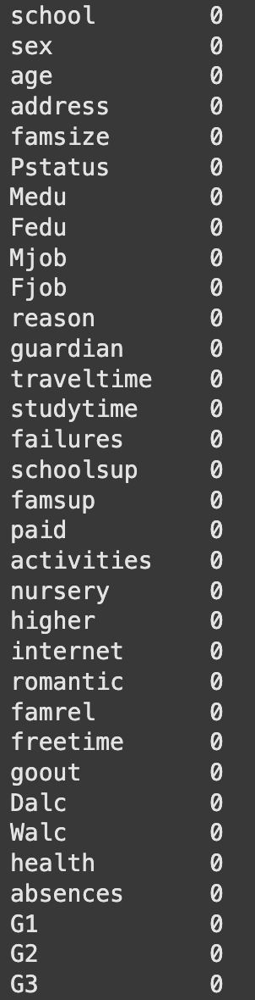 school 0
sex 0
age 0
address 0
famsize 0
Pstatus 0
Medu 0
Fedu 0
Mjob 0
Fjob 0
reason 0
guardian 0
traveltime 0
studytime 0
failures 0
schoolsup 0
famsup 0
paid 0
activities 0
nursery 0
higher 0
internet 0
romantic 0
famrel 0
freetime 0
goout 0
Dalc 0
Walc 0
health 0
absences 0
G1 0
G2 0
G3 0